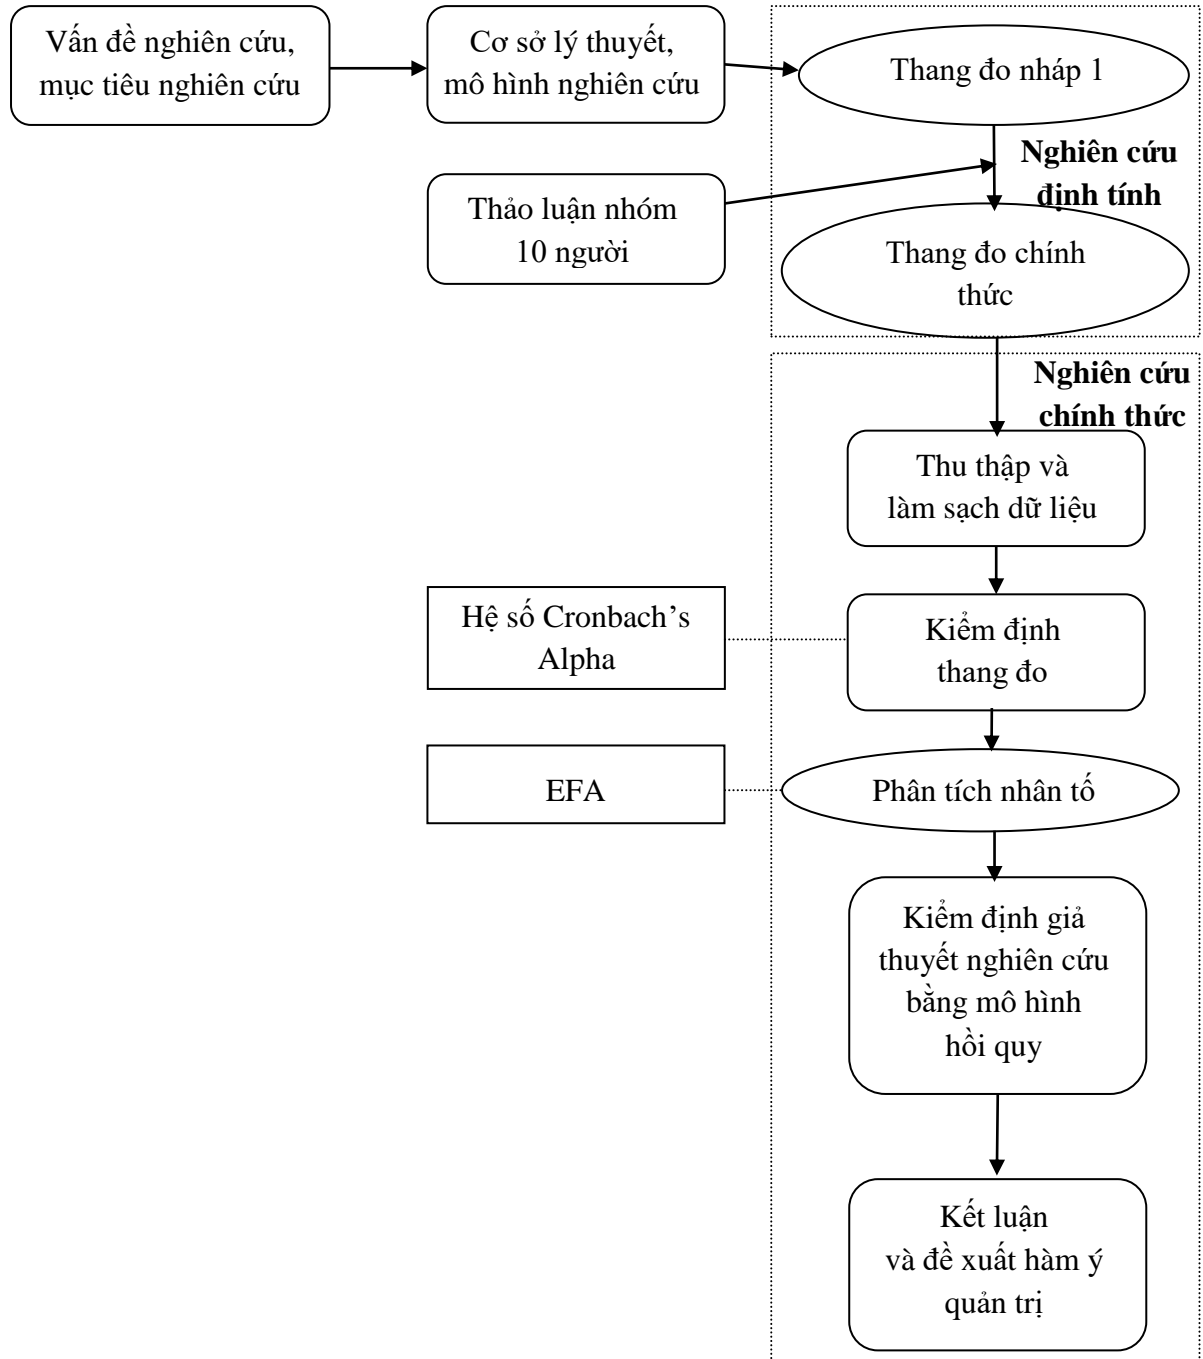 Vấn đề nghiên cứu,
mục tiêu nghiên cứu
Cơ sở lý thuyết,
mô hình nghiên cứu
Thang đo nháp 1
Nghiên cứu
định tính
Thảo luận nhóm
10 người
Thang đo chính
thức
Nghiên cứu
chính thức
Thu thập và
làm sạch dữ liệu
Hệ số Cronbach’s
Alpha
Kiểm định
thang đo
EFA
Phân tích nhân tố
Kiểm định giả
thuyết nghiên cứu
bằng mô hình
hồi quy
Kết luận
và đề xuất hàm ý
quản trị